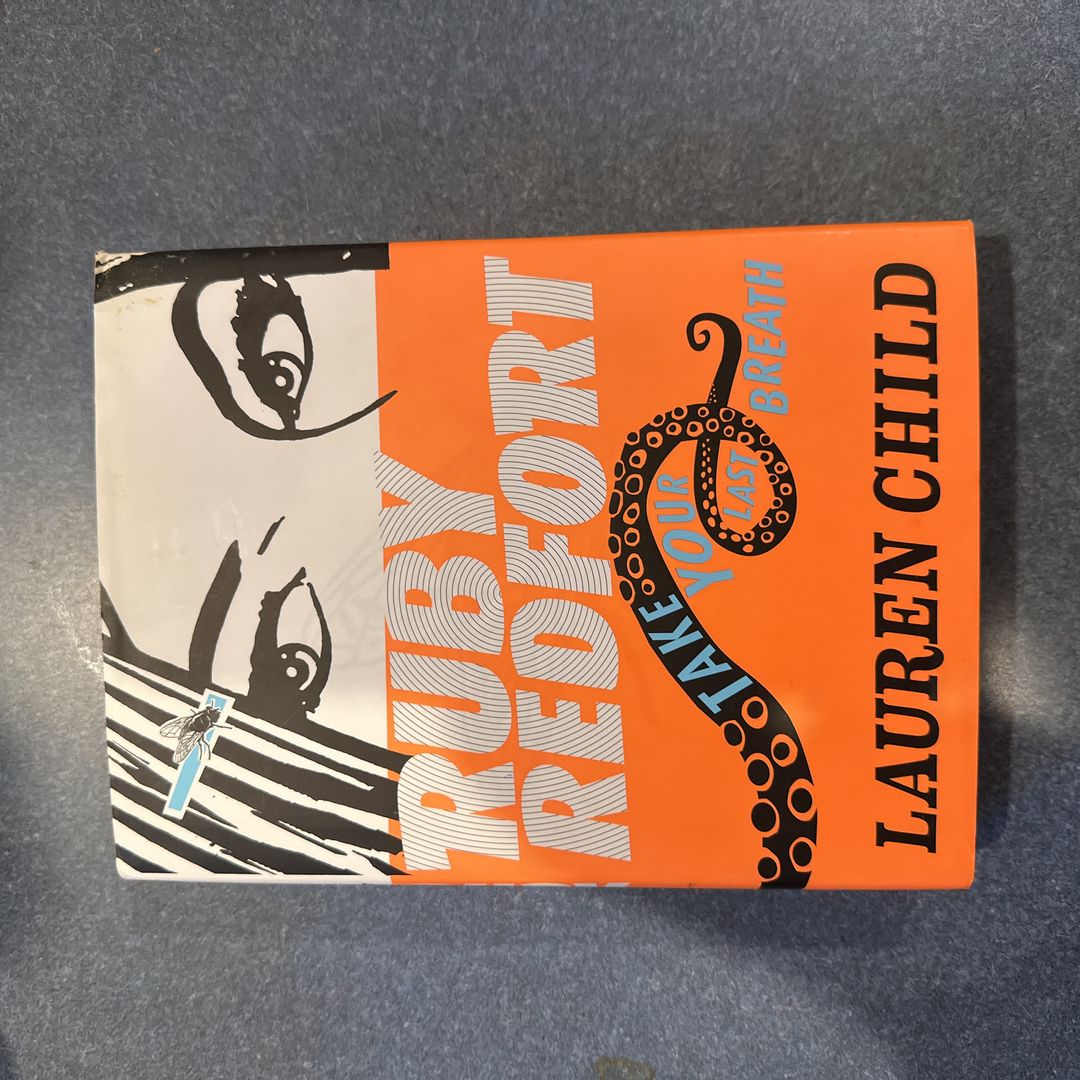 RUBY
REDFORT
TAKE YOUR LAST BREATH
LAUREN CHILD